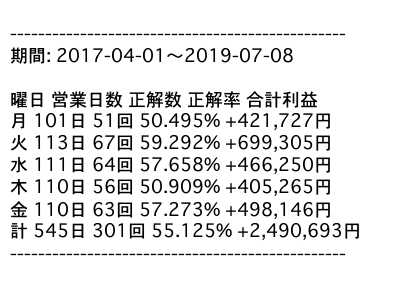 ------------------------------------------------
期間: 2017-04-01〜2019-07-08
曜日 営業日数 正解数 正解率 合計利益
月 101日 51回 50.495% +421,727円
火 113日 67回 59.292% +699,305円
水 111日 64回 57.658% +466,250円
木 110日 56回 50.909% +405,265円
金 110日 63回 57.273% +498,146円
計 545日 301回 55.125% +2,490,693円
------------------------------------------------